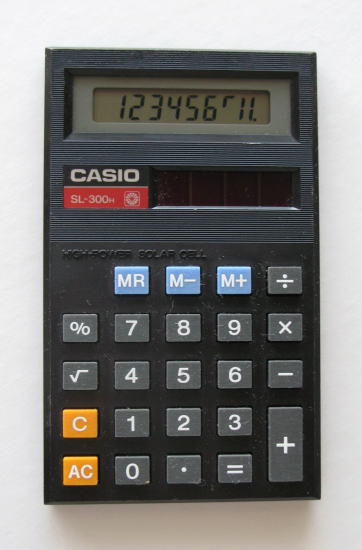 12345671.
CASIO
SL-300H
HIGH-POWER SOLAR CELL
MR M− M+ ÷
% 7 8 9 ×
√ 4 5 6 −
C 1 2 3 +
AC 0 · =